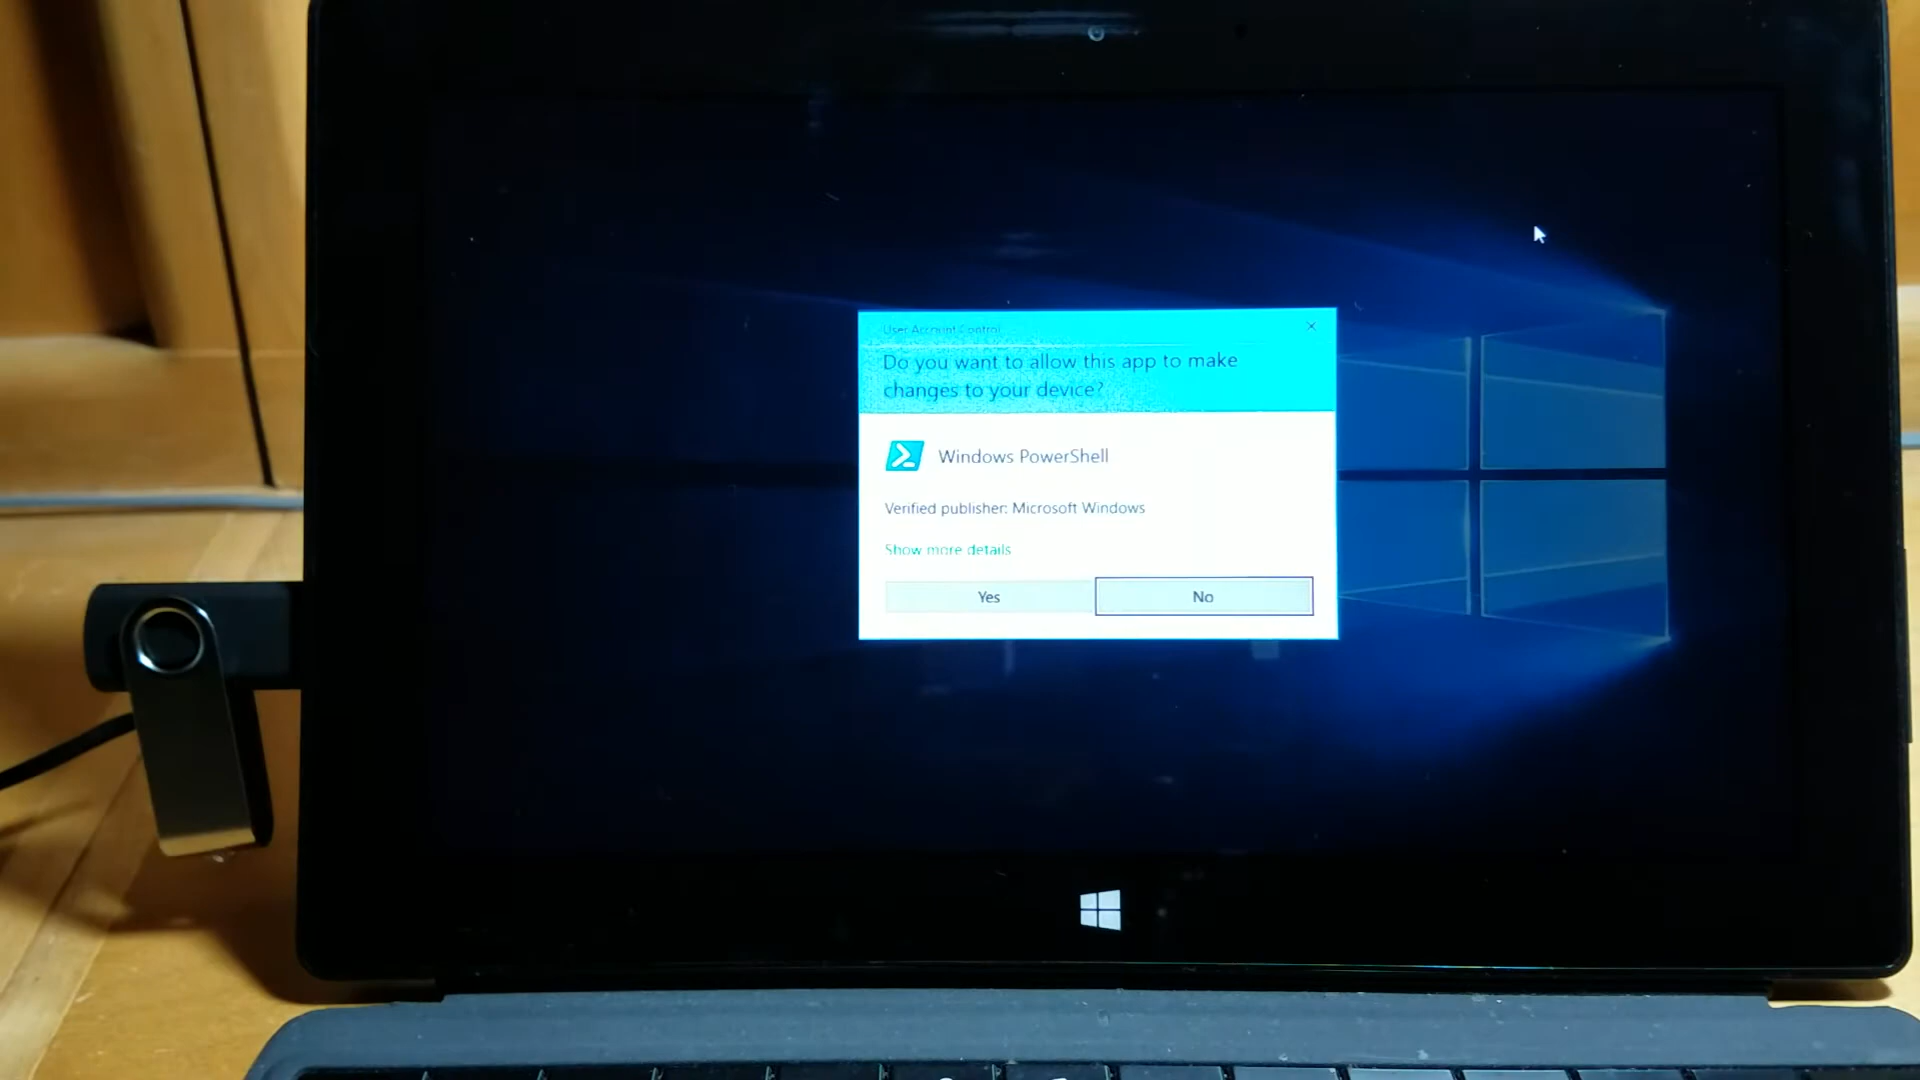 User Account Control
Do you want to allow this app to make
changes to your device?
Windows PowerShell
Verified publisher: Microsoft Windows
Show more details
Yes
No